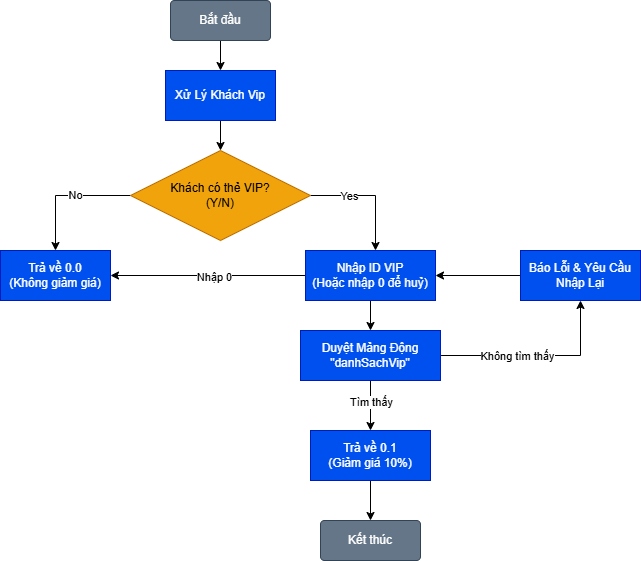 Bắt đầu
Xử Lý Khách Vip
Khách có thẻ VIP?
(Y/N)
No
Yes
Trả về 0.0
(Không giảm giá)
Nhập 0
Nhập ID VIP
(Hoặc nhập 0 để huỷ)
Báo Lỗi & Yêu Cầu
Nhập Lại
Duyệt Mảng Động
"danhSachVip"
Không tìm thấy
Tìm thấy
Trả về 0.1
(Giảm giá 10%)
Kết thúc